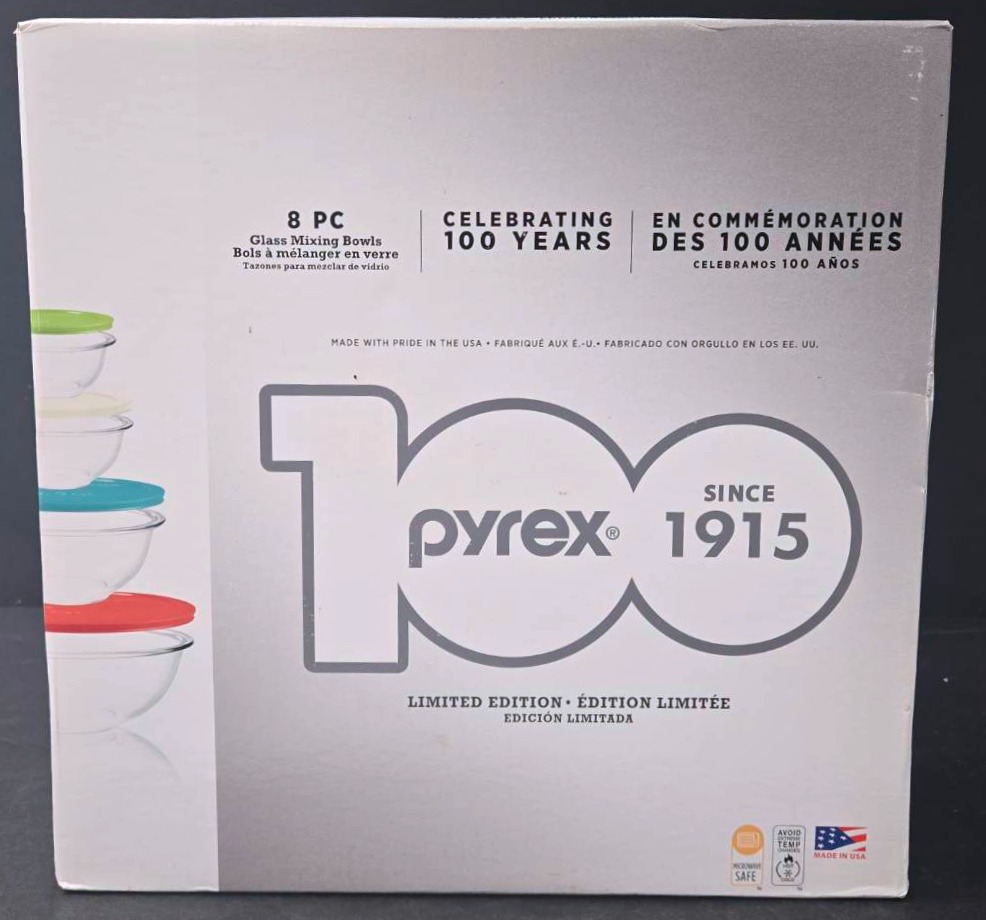 8 PC
Glass Mixing Bowls
Bols à mélanger en verre
Tazones para mezclar de vidrio
CELEBRATING
100 YEARS
EN COMMÉMORATION
DES 100 ANNÉES
CELEBRAMOS 100 AÑOS
MADE WITH PRIDE IN THE USA • FABRIQUÉ AUX É.-U. • FABRICADO CON ORGULLO EN LOS EE. UU.
100
pyrex®
SINCE
1915
LIMITED EDITION • ÉDITION LIMITÉE
EDICIÓN LIMITADA
MICROWAVE
SAFE
AVOID
EXTREME
TEMP
CHANGES
HOT
COLD
MADE IN USA